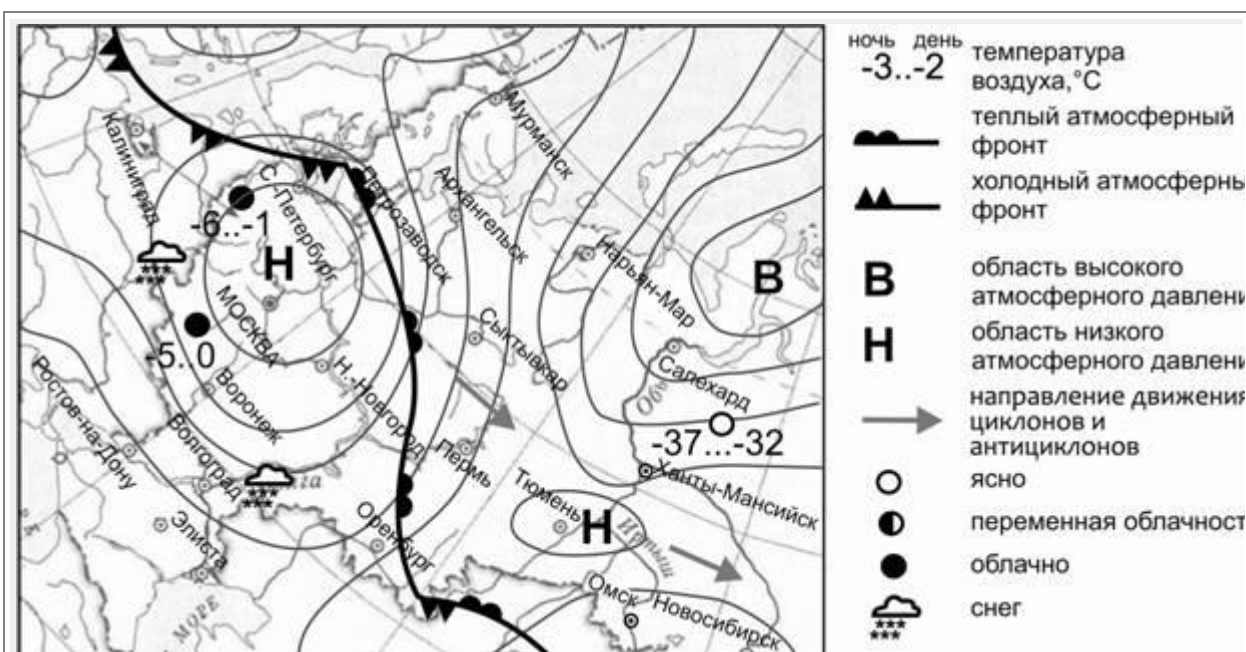 Мурманск
Калининград
С.-Петербург
Петрозаводск
Архангельск
-6..-1
Н
Нарьян-Мар
В
МОСКВА
Сыктывкар
-5..0
Салехард
Обь
Ростов-на-Дону
Воронеж
Н.-Новгород
-37...-32
Волгоград
Пермь
Ханты-Мансийск
Тюмень
Н
Иртыш
Элиста
Оренбург
Омск
Новосибирск
МОРЕ
ночь день
-3..-2
температура
воздуха,°С
теплый атмосферный
фронт
холодный атмосферны
фронт
В
область высокого
атмосферного давлени
Н
область низкого
атмосферного давлени
направление движения
циклонов и
антициклонов
ясно
переменная облачност
облачно
снег